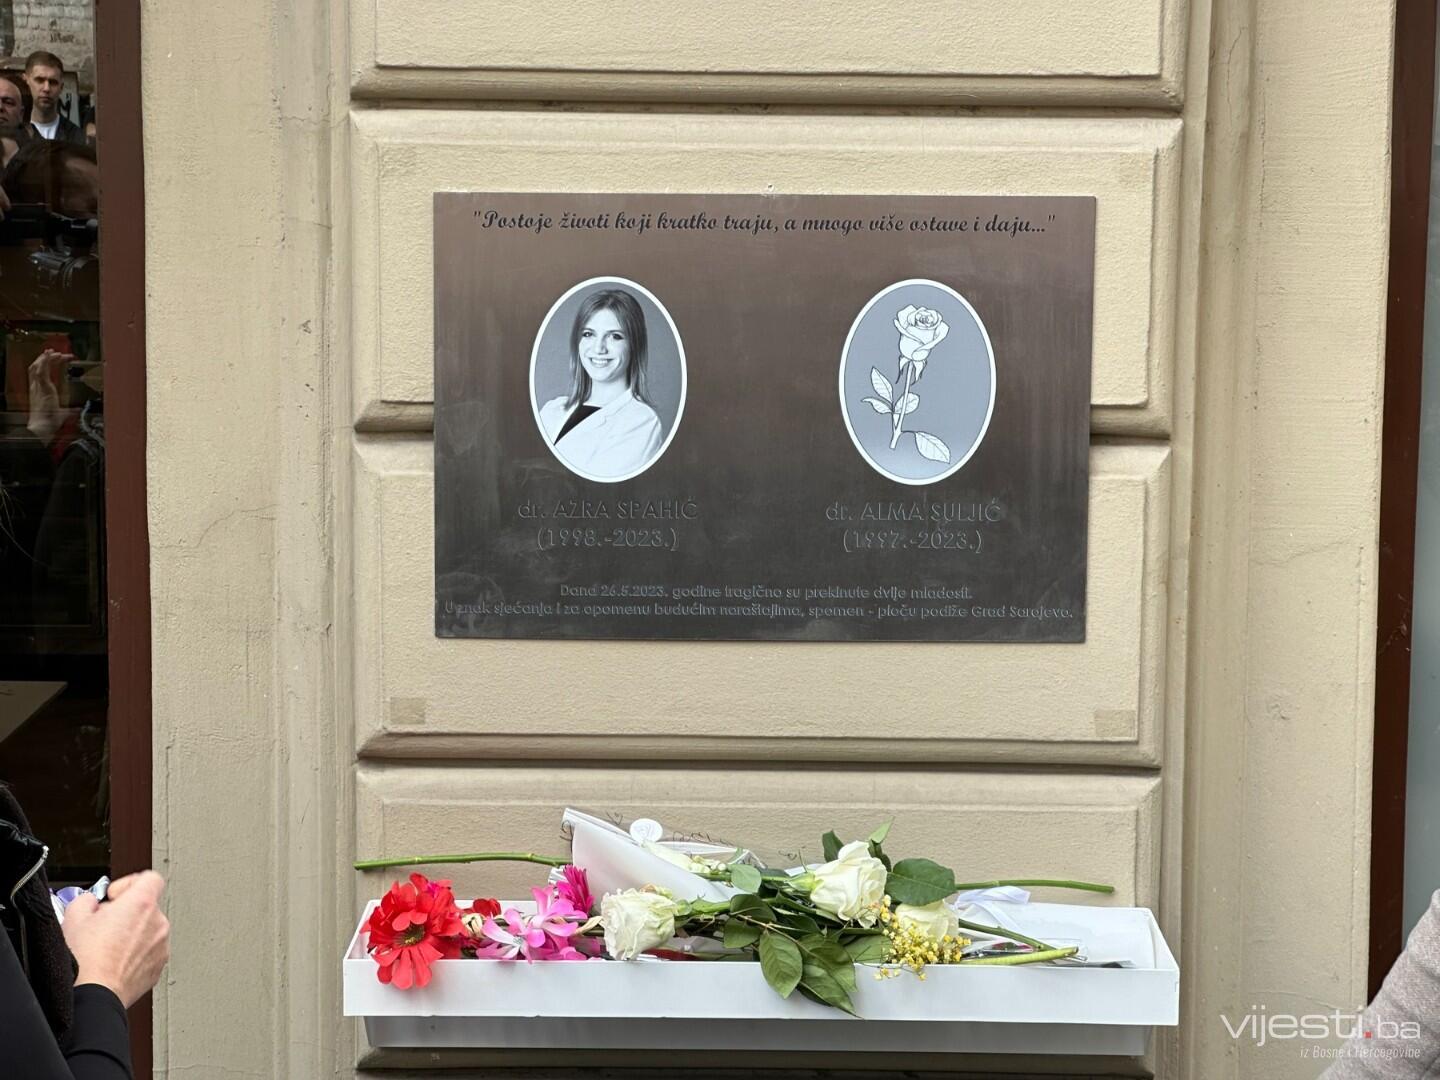 "Postoje životi koji kratko traju, a mnogo više ostave i daju..."
dr. AZRA SPAHIĆ
(1998.-2023.)
dr. ALMA SULJIĆ
(1997.-2023.)
Dana 26.5.2023. godine tragično su prekinute dvije mladosti.
U znak sjećanja i za opomenu budućim naraštajima, spomen - ploču podiže Grad Sarajevo.
vijesti.ba
iz Bosne i Hercegovine